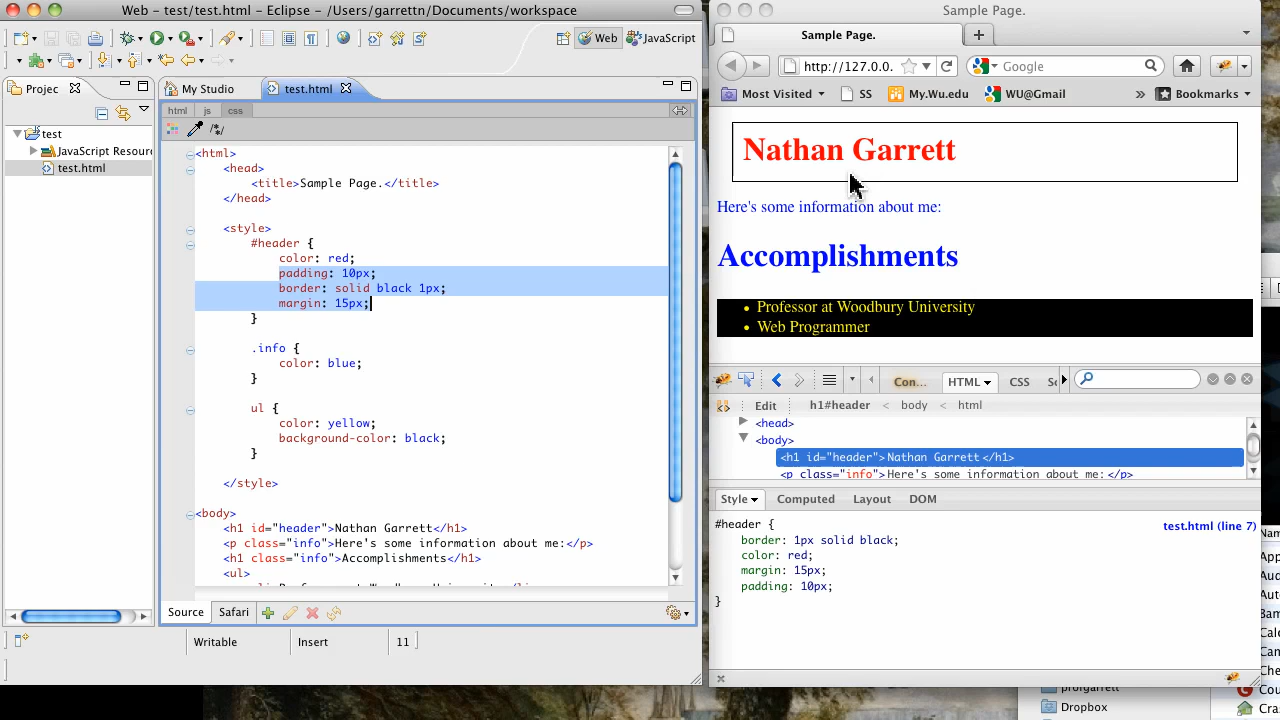 Web - test/test.html - Eclipse - /Users/garrettn/Documents/workspace
Web
JavaScript
Projec
test
JavaScript Resour
test.html
My Studio
test.html
html js css
/*/
<html>
<head>
<title>Sample Page.</title>
</head>
<style>
#header {
color: red;
padding: 10px;
border: solid black 1px;
margin: 15px;
}
.info {
color: blue;
}
ul {
color: yellow;
background-color: black;
}
</style>
<body>
<h1 id="header">Nathan Garrett</h1>
<p class="info">Here's some information about me:</p>
<h1 class="info">Accomplishments</h1>
<ul>
Source Safari
Writable Insert 11
Sample Page.
Sample Page.
http://127.0.0.
Google
Most Visited SS My.Wu.edu WU@Gmail » Bookmarks
Nathan Garrett
Here's some information about me:
Accomplishments
• Professor at Woodbury University
• Web Programmer
Con... HTML CSS
Edit h1#header < body < html
<head>
<body>
<h1 id="header">Nathan Garrett</h1>
<p class="info">Here's some information about me:</p>
Style Computed Layout DOM
#header { test.html (line 7)
border: 1px solid black;
color: red;
margin: 15px;
padding: 10px;
}
profgarrett
Dropbox